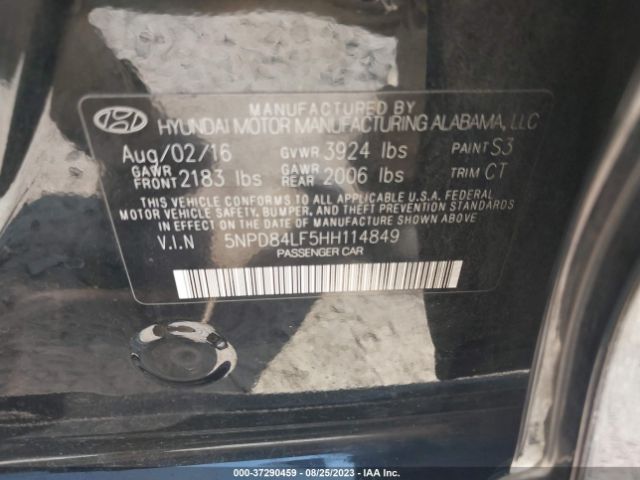 MANUFACTURED BY
HYUNDAI MOTOR MANUFACTURING ALABAMA, LLC
Aug/02/16 GVWR 3924 lbs PAINT S3
GAWR FRONT 2183 lbs GAWR REAR 2006 lbs TRIM CT
THIS VEHICLE CONFORMS TO ALL APPLICABLE U.S.A. FEDERAL
MOTOR VEHICLE SAFETY, BUMPER, AND THEFT PREVENTION STANDARDS
IN EFFECT ON THE DATE OF MANUFACTURE SHOWN ABOVE.
V.I.N 5NPD84LF5HH114849
PASSENGER CAR
© - 37290459 - 08/25/2023 - IAA Inc.